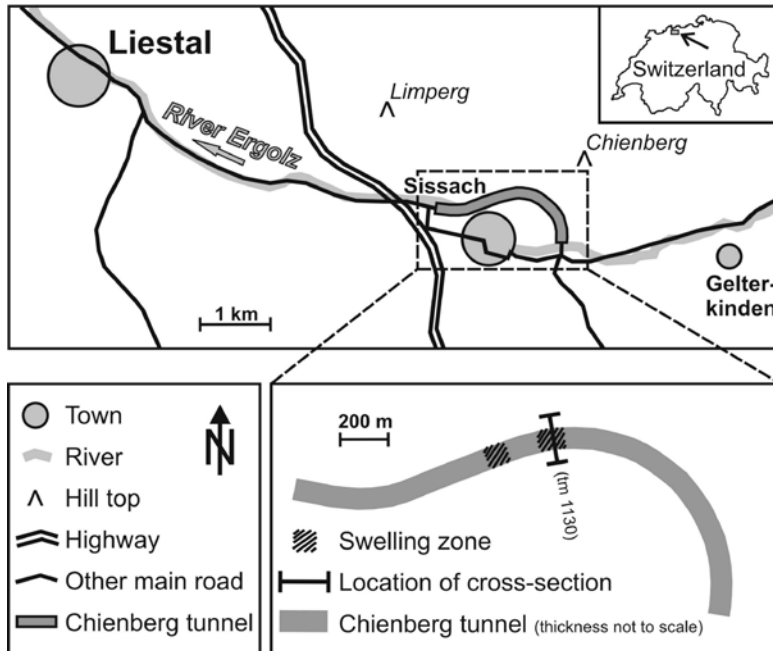 Liestal
River Ergolz
Limperg
Switzerland
Chienberg
Sissach
Gelter-
kinden
1 km
Town
River
Hill top
Highway
Other main road
Chienberg tunnel
N
200 m
(tm 1130)
Swelling zone
Location of cross-section
Chienberg tunnel (thickness not to scale)